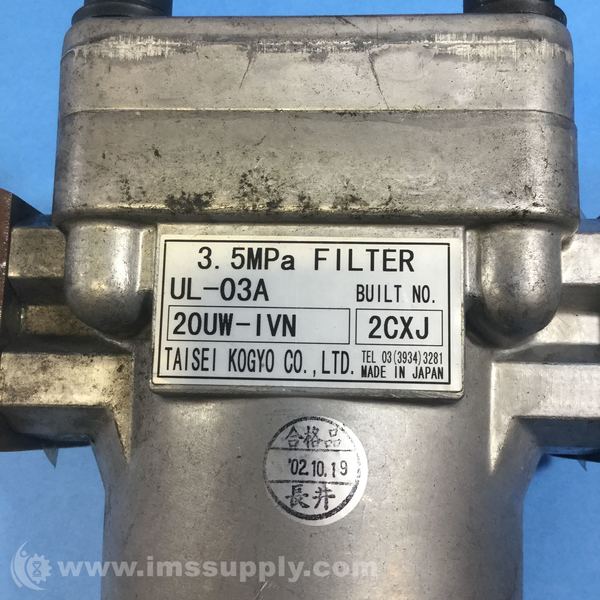 3.5MPa FILTER
UL-03A BUILT NO.
20UW-IVN 2CXJ
TAISEI KOGYO CO.,LTD. TEL 03(3934)3281
MADE IN JAPAN
合格品
'02.10.19
長井
www.imssupply.com